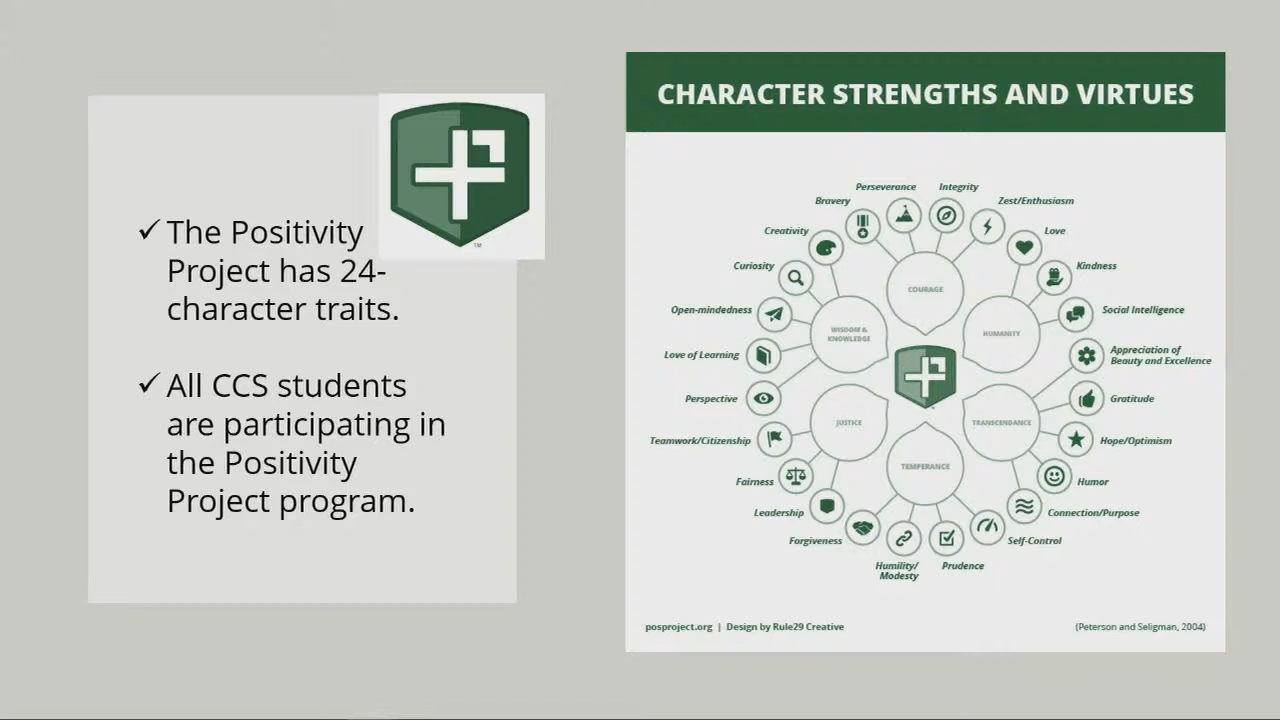 ✓ The Positivity
Project has 24-
character traits.
✓ All CCS students
are participating in
the Positivity
Project program.
TM
CHARACTER STRENGTHS AND VIRTUES
Perseverance
Integrity
Bravery
Zest/Enthusiasm
Creativity
Love
Curiosity
Kindness
Open-mindedness
Social Intelligence
Love of Learning
Appreciation of
Beauty and Excellence
Perspective
Gratitude
Teamwork/Citizenship
Hope/Optimism
Fairness
Humor
Leadership
Connection/Purpose
Forgiveness
Self-Control
Humility/
Modesty
Prudence
COURAGE
WISDOM &
KNOWLEDGE
HUMANITY
JUSTICE
TRANSCENDANCE
TEMPERANCE
posproject.org | Design by Rule29 Creative
(Peterson and Seligman, 2004)